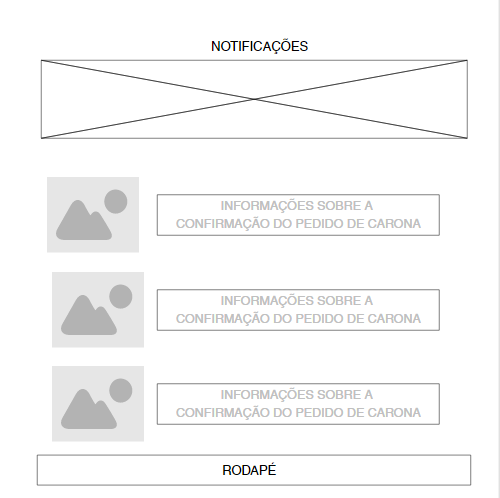 NOTIFICAÇÕES
INFORMAÇÕES SOBRE A
CONFIRMAÇÃO DO PEDIDO DE CARONA
INFORMAÇÕES SOBRE A
CONFIRMAÇÃO DO PEDIDO DE CARONA
INFORMAÇÕES SOBRE A
CONFIRMAÇÃO DO PEDIDO DE CARONA
RODAPÉ